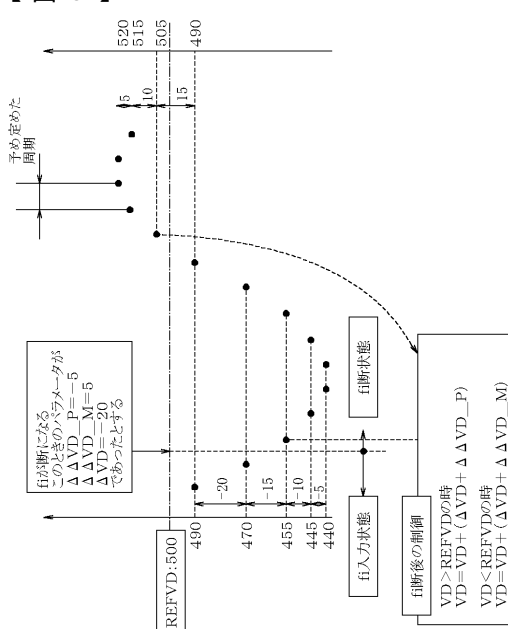 予め定めた
周期
520
515
505
490
5
10
15
fiが断になる
このときのパラメータが
ΔΔVD_P=-5
ΔΔVD_M=5
ΔVD=-20
であったとする
REFVD:500
490
470
455
445
440
-20
-15
-10
-5
fi入力状態
fi断状態
fi断後の制御
VD>REFVDの時
VD=VD+(ΔVD+ΔΔVD_P)
VD<REFVDの時
VD=VD+(ΔVD+ΔΔVD_M)